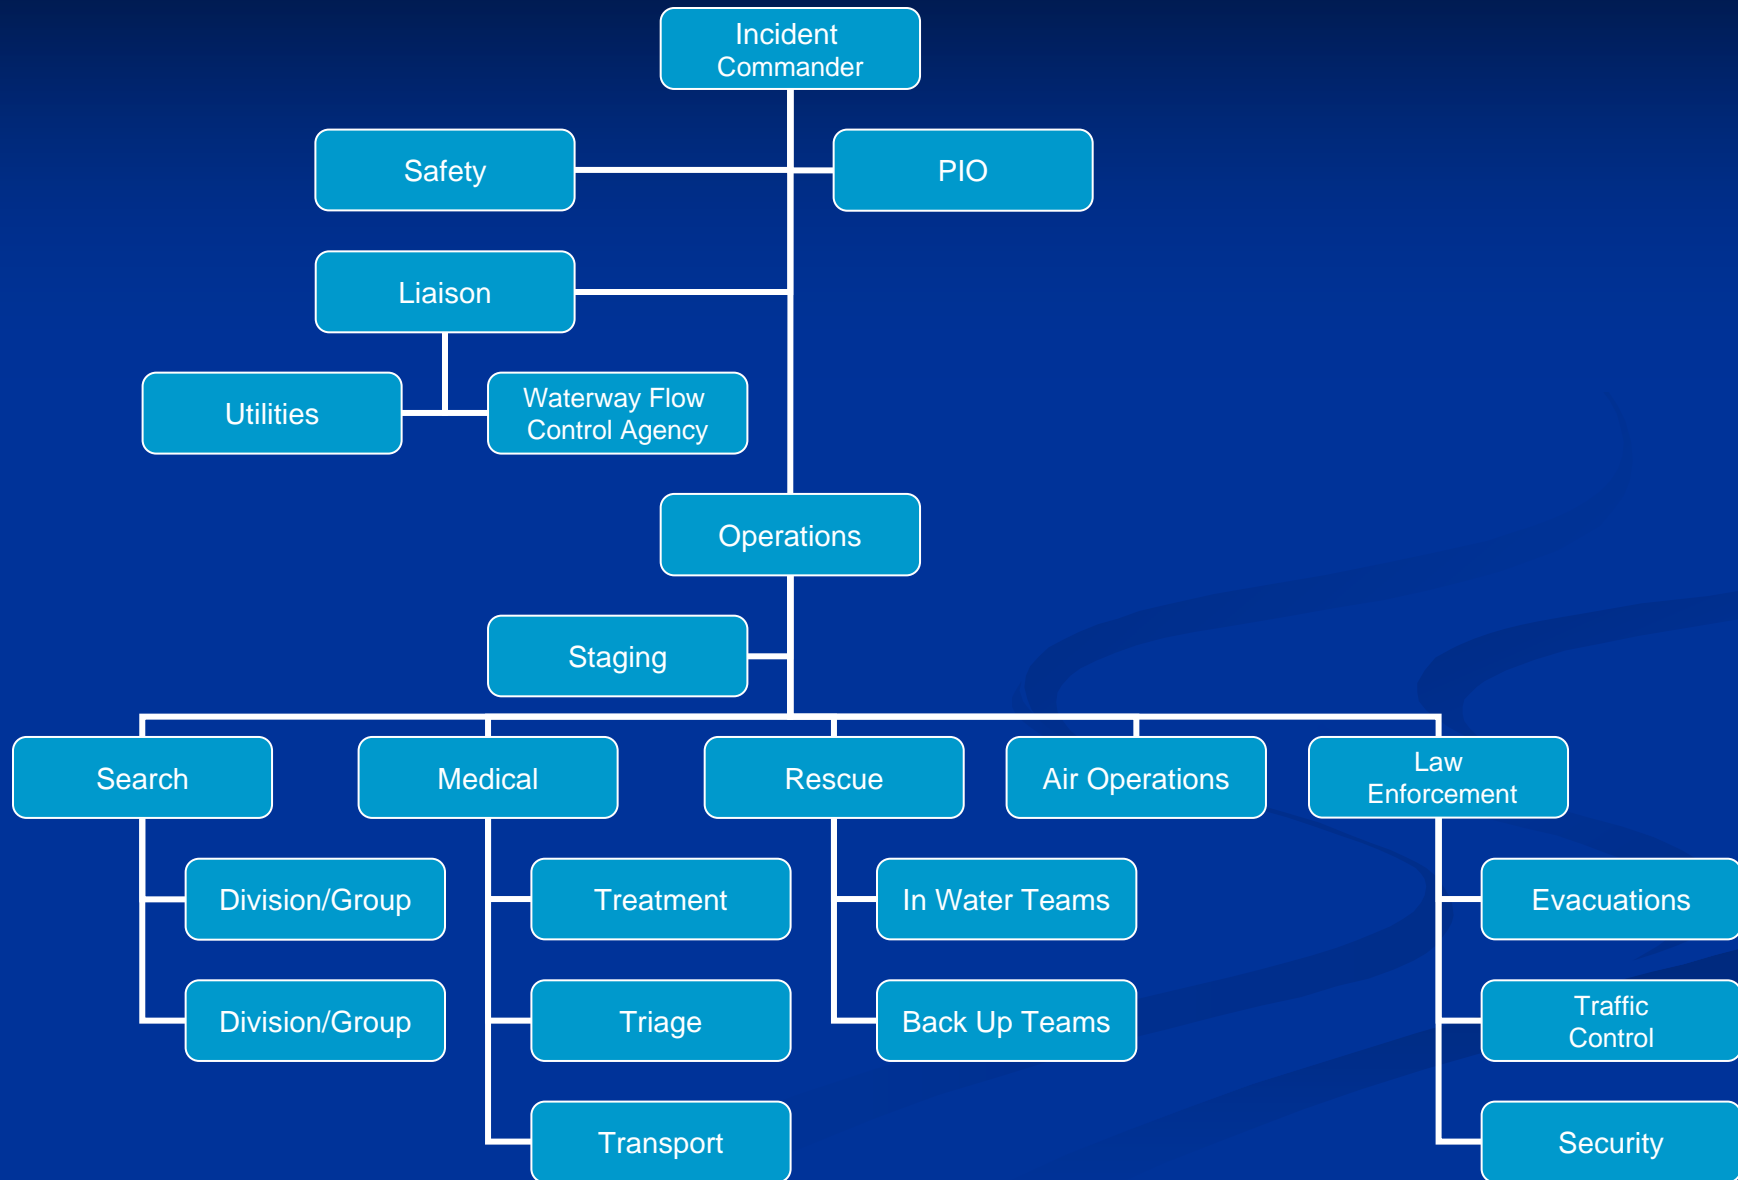 Incident
Commander
Safety
PIO
Liaison
Utilities
Waterway Flow
Control Agency
Operations
Staging
Search
Medical
Rescue
Air Operations
Law
Enforcement
Division/Group
Treatment
In Water Teams
Evacuations
Division/Group
Triage
Back Up Teams
Traffic
Control
Transport
Security